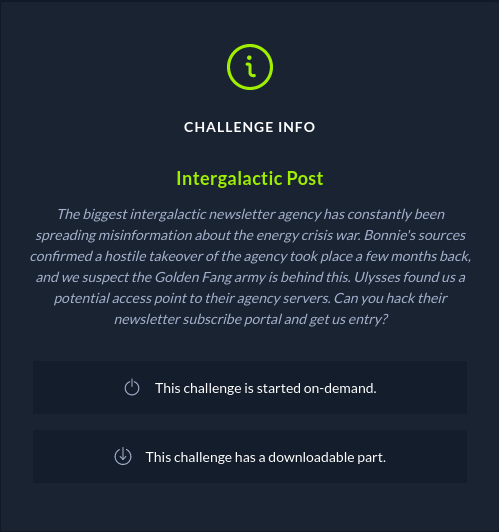 CHALLENGE INFO
Intergalactic Post
The biggest intergalactic newsletter agency has constantly been
spreading misinformation about the energy crisis war. Bonnie's sources
confirmed a hostile takeover of the agency took place a few months back,
and we suspect the Golden Fang army is behind this. Ulysses found us a
potential access point to their agency servers. Can you hack their
newsletter subscribe portal and get us entry?
This challenge is started on-demand.
This challenge has a downloadable part.